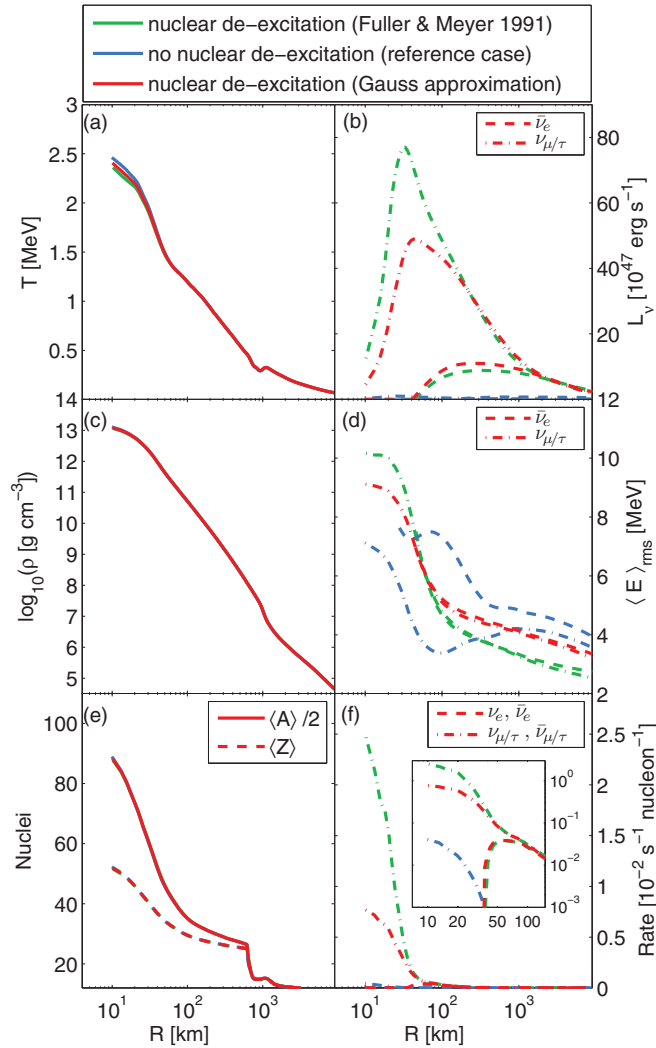 nuclear de-excitation (Fuller & Meyer 1991)
no nuclear de-excitation (reference case)
nuclear de-excitation (Gauss approximation)
(a)
3
2.5
2
1.5
1
0.5
T [MeV]
(b)
ν̄e
νμ/τ
80
60
40
20
Lν [10^47 erg s^−1]
(c)
14
13
12
11
10
9
8
7
6
5
log10(ρ [g cm^−3])
(d)
ν̄e
νμ/τ
12
10
8
6
4
2
⟨ E ⟩rms [MeV]
(e)
⟨A⟩ /2
⟨Z⟩
100
80
60
40
20
Nuclei
10^1
10^2
10^3
R [km]
(f)
νe, ν̄e
νμ/τ , ν̄μ/τ
10^0
10^−1
10^−2
10^−3
10
20
50
100
2.5
2
1.5
1
0.5
0
Rate [10^−2 s^−1 nucleon^−1]
10^1
10^2
10^3
R [km]